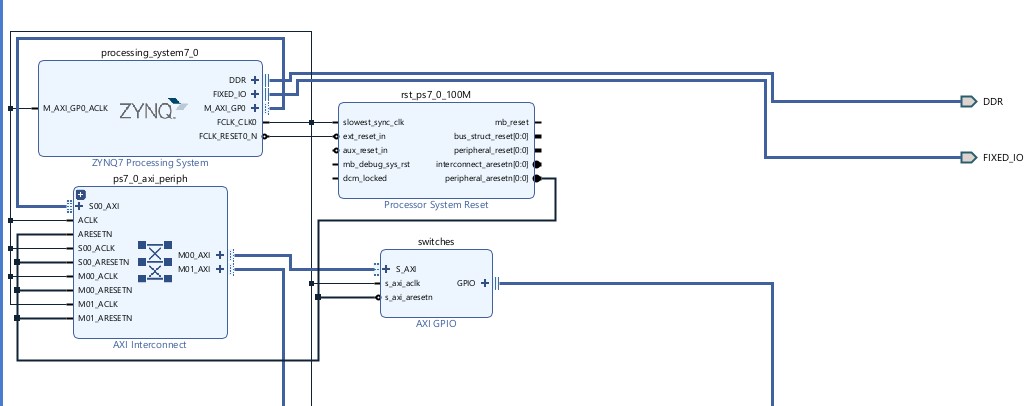 processing_system7_0
DDR
FIXED_IO
M_AXI_GP0_ACLK
ZYNQ
M_AXI_GP0
FCLK_CLK0
FCLK_RESET0_N
ZYNQ7 Processing System
rst_ps7_0_100M
slowest_sync_clk
mb_reset
ext_reset_in
bus_struct_reset[0:0]
aux_reset_in
peripheral_reset[0:0]
mb_debug_sys_rst
interconnect_aresetn[0:0]
dcm_locked
peripheral_aresetn[0:0]
Processor System Reset
DDR
FIXED_IO
ps7_0_axi_periph
S00_AXI
ACLK
ARESETN
S00_ACLK
M00_AXI
S00_ARESETN
M01_AXI
M00_ACLK
M00_ARESETN
M01_ACLK
M01_ARESETN
AXI Interconnect
switches
S_AXI
s_axi_aclk
GPIO
s_axi_aresetn
AXI GPIO